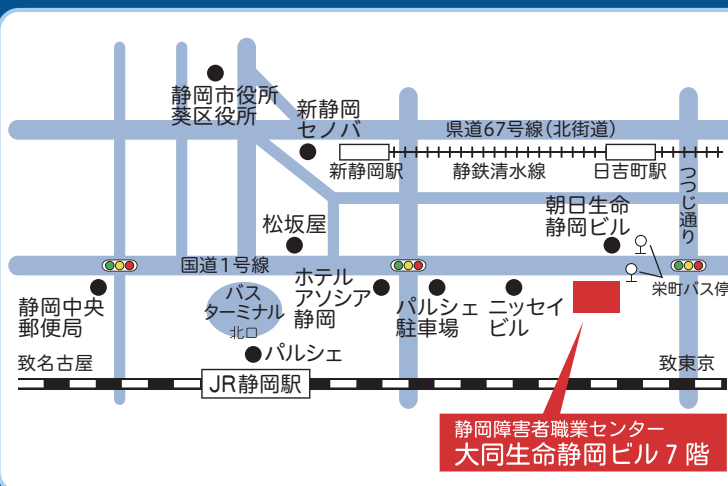 静岡市役所
葵区役所
新静岡
セノバ
県道67号線(北街道)
新静岡駅
静鉄清水線
日吉町駅
つつじ通り
松坂屋
朝日生命
静岡ビル
国道1号線
栄町バス停
静岡中央
郵便局
バス
ターミナル
北口
ホテル
アソシア
静岡
パルシェ
駐車場
ニッセイ
ビル
パルシェ
致名古屋
致東京
JR静岡駅
静岡障害者職業センター
大同生命静岡ビル7階